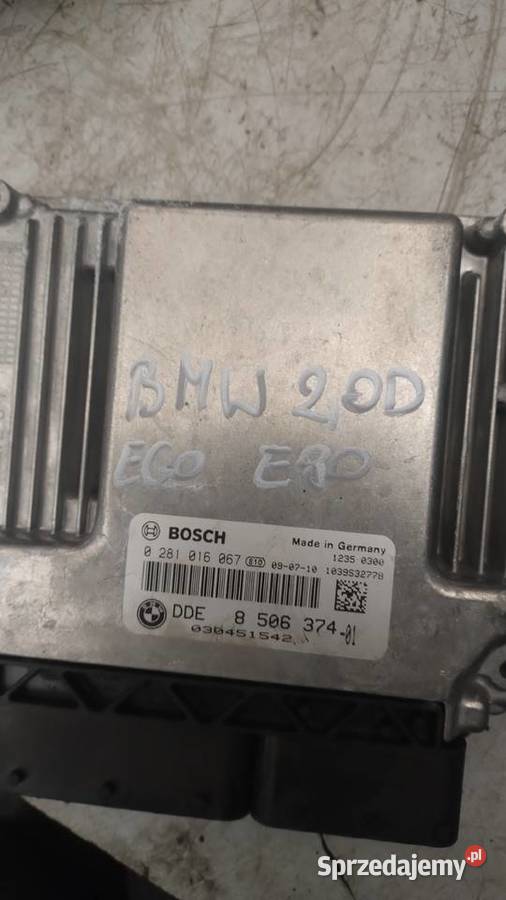 BMW 2,0D
E60 E90
BOSCH
Made in Germany
0 281 016 067 E10 09-07-10
1235 0300
1039S32778
DDE 8 506 374-01
030451542
Sprzedajemy.pl